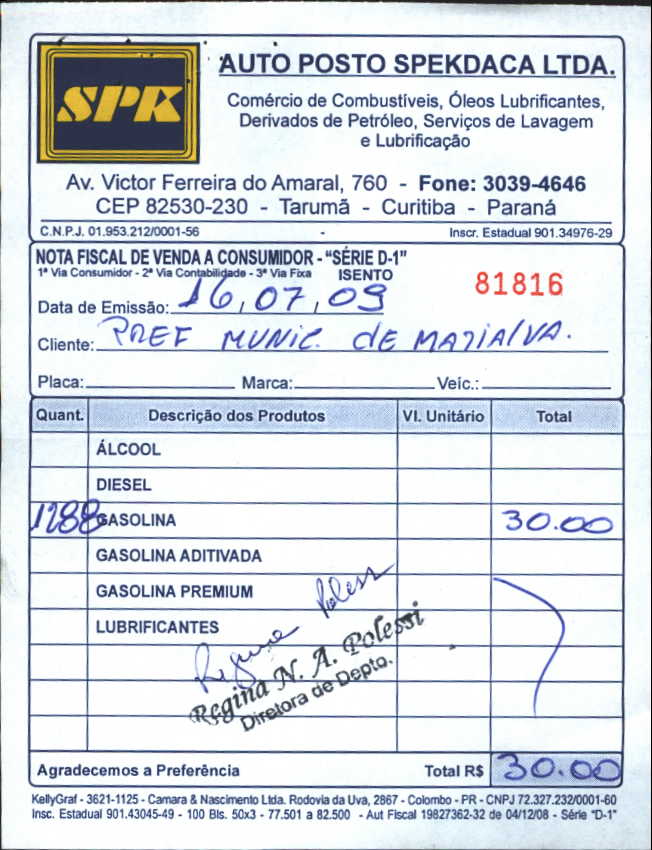 SPK
AUTO POSTO SPEKDACA LTDA.
Comércio de Combustíveis, Óleos Lubrificantes,
Derivados de Petróleo, Serviços de Lavagem
e Lubrificação
Av. Victor Ferreira do Amaral, 760 - Fone: 3039-4646
CEP 82530-230 - Tarumã - Curitiba - Paraná
C.N.P.J. 01.953.212/0001-56 - Inscr. Estadual 901.34976-29
NOTA FISCAL DE VENDA A CONSUMIDOR - "SÉRIE D-1"
1ª Via Consumidor - 2ª Via Contabilidade - 3ª Via Fixa ISENTO
81816
Data de Emissão: 16,07,09
Cliente: PREF MUNIC. de MARIALVA.
Placa: Marca: Veíc.:
Quant. Descrição dos Produtos Vl. Unitário Total
ÁLCOOL
DIESEL
1288 GASOLINA 30.00
GASOLINA ADITIVADA
GASOLINA PREMIUM
LUBRIFICANTES
Regina Polessi
Regina N. A. Polessi
Diretora de Depto.
Agradecemos a Preferência Total R$ 30.00
KellyGraf - 3621-1125 - Camara & Nascimento Ltda. Rodovia da Uva, 2867 - Colombo - PR - CNPJ 72.327.232/0001-60
Insc. Estadual 901.43045-49 - 100 Bls. 50x3 - 77.501 a 82.500 - Aut Fiscal 19827362-32 de 04/12/08 - Série "D-1"